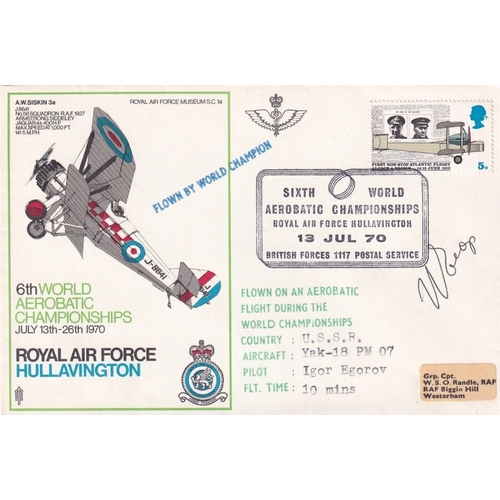 A.W. SISKIN 3a
J8641
No.56 SQUADRON R.A.F 1927
ARMSTRONG SIDDELEY
JAGUAR 4s 400H.P.
MAX SPEED AT 1,000 FT.
141·5 M.P.H.
ROYAL AIR FORCE MUSEUM S.C. 14
FLOWN BY WORLD CHAMPION
J-8641
6th WORLD
AEROBATIC
CHAMPIONSHIPS
JULY 13th-26th 1970
ROYAL AIR FORCE
HULLAVINGTON
FIRST NON-STOP ATLANTIC FLIGHT
ALCOCK & BROWN - 14/15 JUNE 1919
5D
SIXTH WORLD
AEROBATIC CHAMPIONSHIPS
ROYAL AIR FORCE HULLAVINGTON
13 JUL 70
BRITISH FORCES 1117 POSTAL SERVICE
FLOWN ON AN AEROBATIC
FLIGHT DURING THE
WORLD CHAMPIONSHIPS
COUNTRY : U.S.S.R.
AIRCRAFT: Yak-18 PM 07
PILOT : Igor Egorov
FLT. TIME: 10 mins
Grp. Cpt.
W. S. O. Randle, RAF
RAF Biggin Hill
Westerham